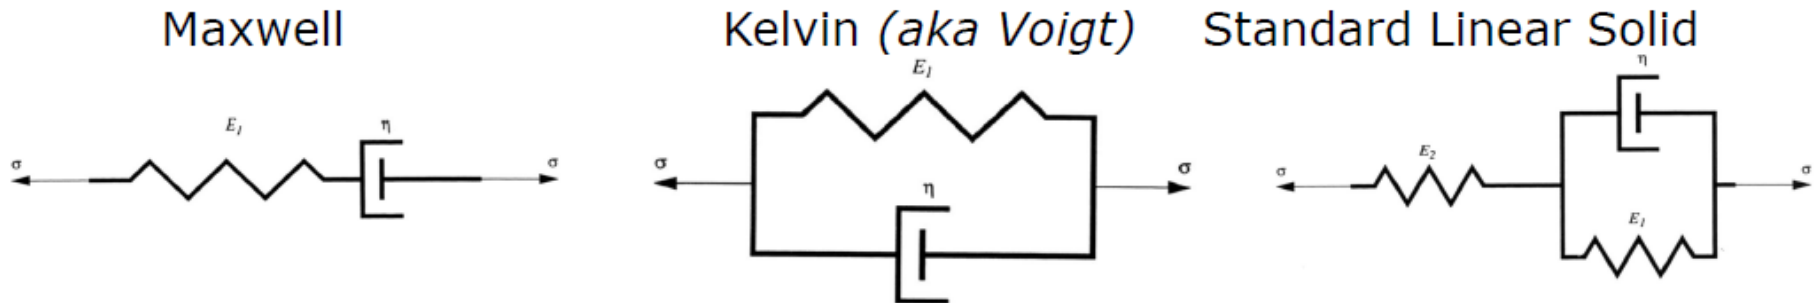 Maxwell
E₁
η
σ
σ
Kelvin (aka Voigt)
E₁
σ
σ
η
Standard Linear Solid
η
E₂
σ
σ
E₁